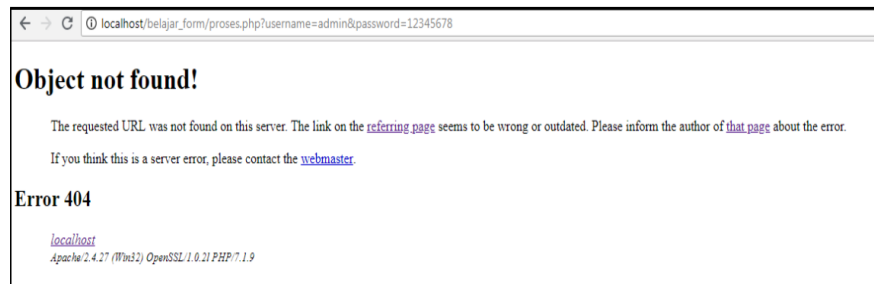 localhost/belajar_form/proses.php?username=admin&password=12345678
Object not found!
The requested URL was not found on this server. The link on the referring page seems to be wrong or outdated. Please inform the author of that page about the error.
If you think this is a server error, please contact the webmaster.
Error 404
localhost
Apache/2.4.27 (Win32) OpenSSL/1.0.2l PHP/7.1.9